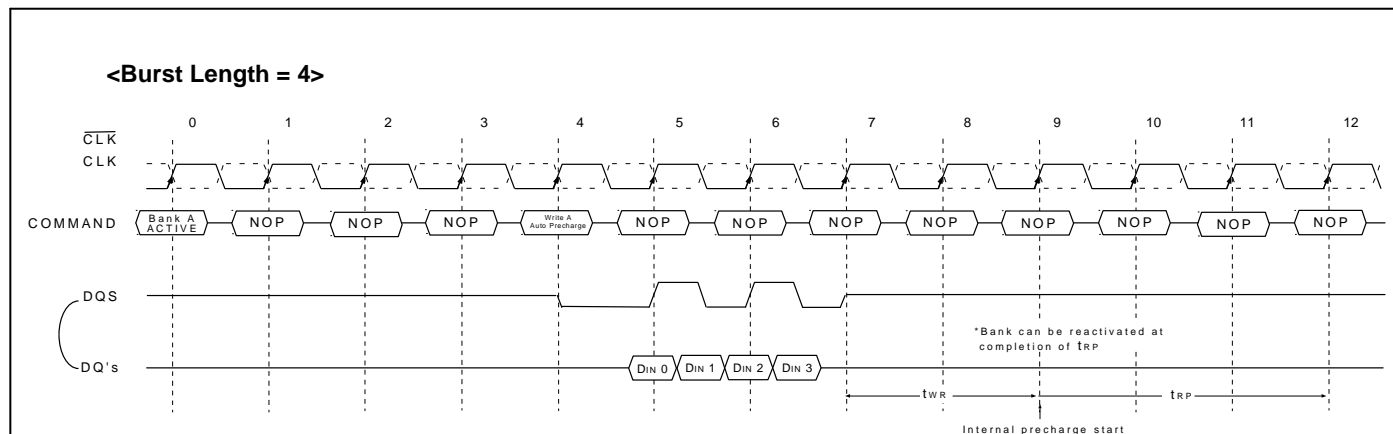 <Burst Length = 4>
0 1 2 3 4 5 6 7 8 9 10 11 12
CLK
CLK
COMMAND
Bank A
ACTIVE
NOP
NOP
NOP
Write A
Auto Precharge
NOP
NOP
NOP
NOP
NOP
NOP
NOP
NOP
DQS
*Bank can be reactivated at
completion of tRP
DQ's
DIN 0 DIN 1 DIN 2 DIN 3
tWR
tRP
Internal precharge start